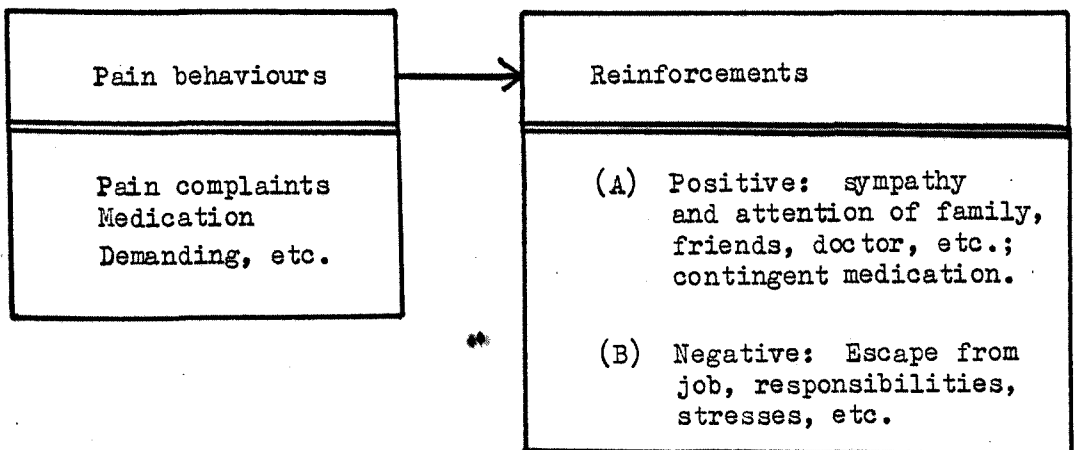 Pain behaviours
Pain complaints
Medication
Demanding, etc.
Reinforcements
(A) Positive: sympathy
and attention of family,
friends, doctor, etc.;
contingent medication.
(B) Negative: Escape from
job, responsibilities,
stresses, etc.